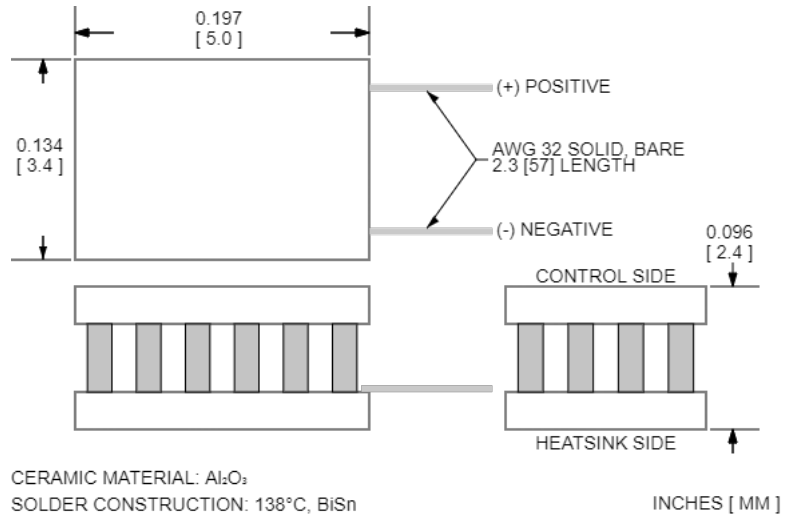 0.197
[ 5.0 ]
(+) POSITIVE
0.134
[ 3.4 ]
AWG 32 SOLID, BARE
2.3 [57] LENGTH
(-) NEGATIVE
0.096
[ 2.4 ]
CONTROL SIDE
HEATSINK SIDE
CERAMIC MATERIAL: Al₂O₃
SOLDER CONSTRUCTION: 138°C, BiSn
INCHES [ MM ]